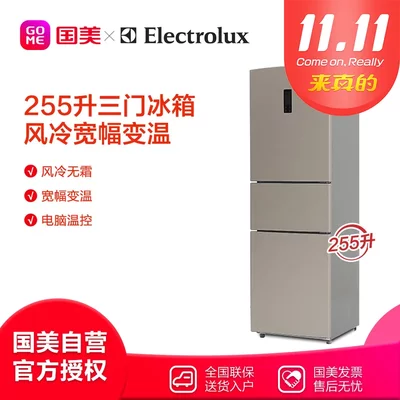 GO
ME
国美×Electrolux
11.11
Come on, Really
来真的
255升三门冰箱
风冷宽幅变温
风冷无霜
宽幅变温
电脑温控
255升
国美自营
官方授权
全国联保
送货入户
国美发票
售后无忧